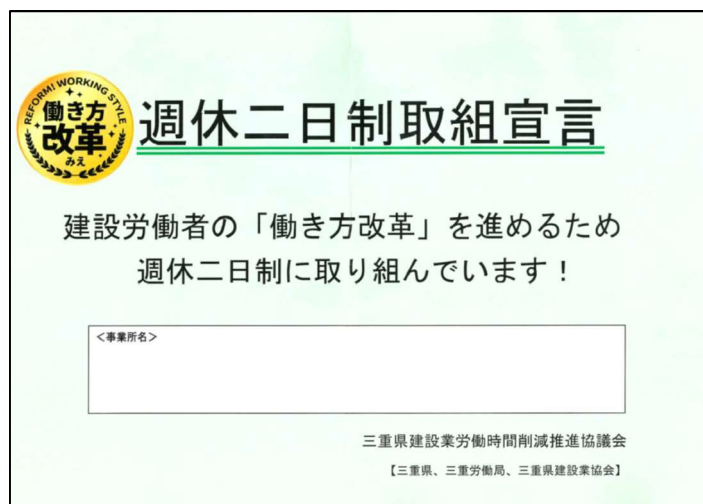 REFORM! WORKING STYLE
働き方
改革
みえ
週休二日制取組宣言
建設労働者の「働き方改革」を進めるため
週休二日制に取り組んでいます！
＜事業所名＞
三重県建設業労働時間削減推進協議会
【三重県、三重労働局、三重県建設業協会】